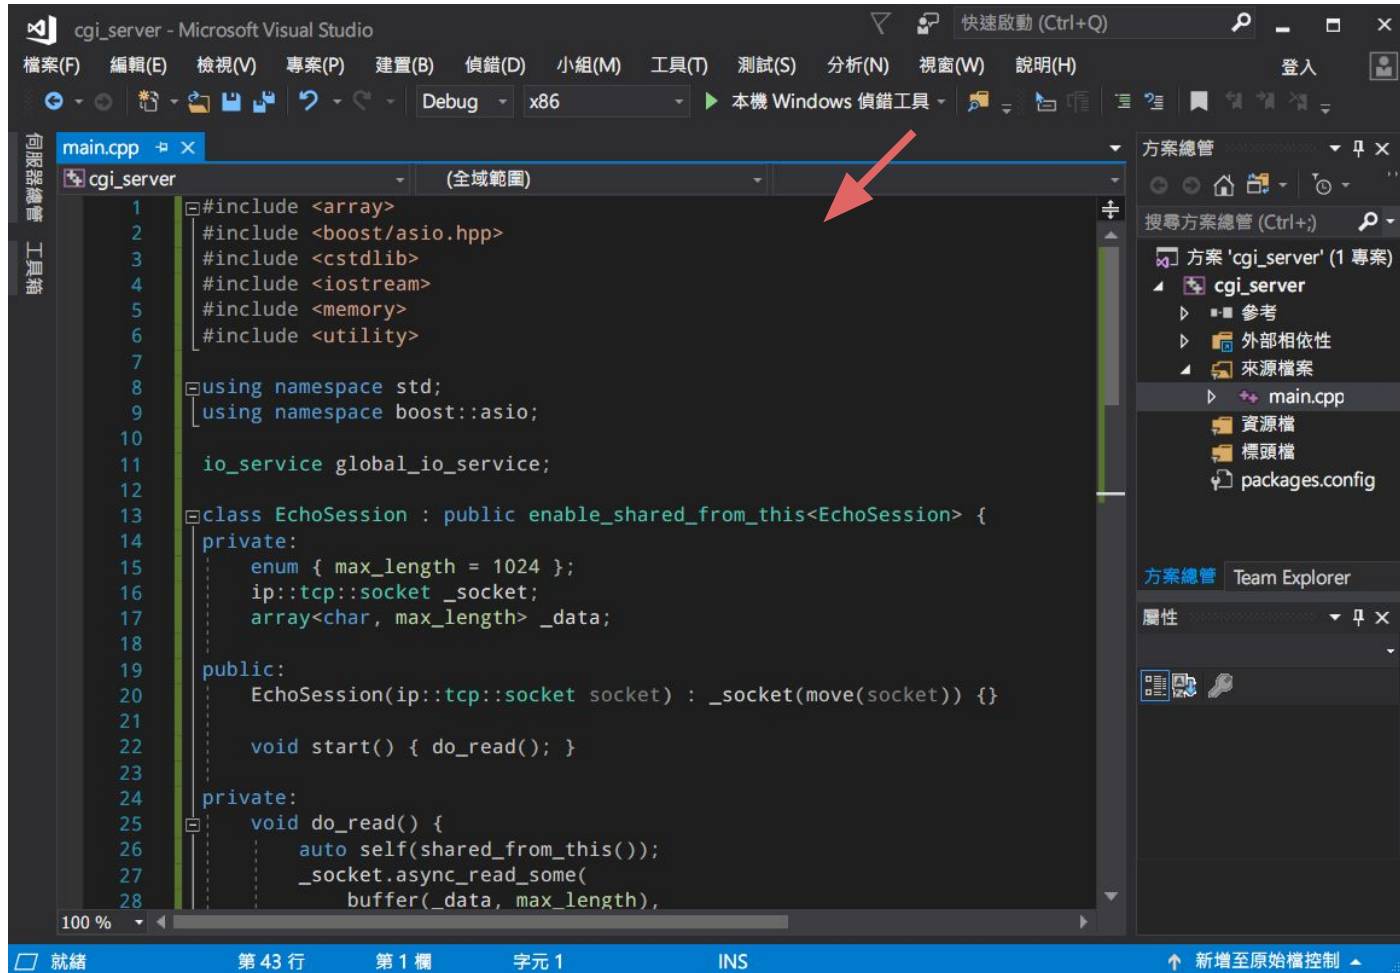 cgi_server - Microsoft Visual Studio
快速啟動 (Ctrl+Q)
檔案(F) 編輯(E) 檢視(V) 專案(P) 建置(B) 偵錯(D) 小組(M) 工具(T) 測試(S) 分析(N) 視窗(W) 說明(H) 登入
Debug x86 本機 Windows 偵錯工具
伺服器總管
工具箱
main.cpp
cgi_server (全域範圍)
1 #include <array>
2 #include <boost/asio.hpp>
3 #include <cstdlib>
4 #include <iostream>
5 #include <memory>
6 #include <utility>
7
8 using namespace std;
9 using namespace boost::asio;
10
11 io_service global_io_service;
12
13 class EchoSession : public enable_shared_from_this<EchoSession> {
14 private:
15 enum { max_length = 1024 };
16 ip::tcp::socket _socket;
17 array<char, max_length> _data;
18
19 public:
20 EchoSession(ip::tcp::socket socket) : _socket(move(socket)) {}
21
22 void start() { do_read(); }
23
24 private:
25 void do_read() {
26 auto self(shared_from_this());
27 _socket.async_read_some(
28 buffer(_data, max_length),
100 %
方案總管
搜尋方案總管 (Ctrl+;)
方案 'cgi_server' (1 專案)
cgi_server
參考
外部相依性
來源檔案
main.cpp
資源檔
標頭檔
packages.config
方案總管 Team Explorer
屬性
就緒 第 43 行 第 1 欄 字元 1 INS 新增至原始檔控制